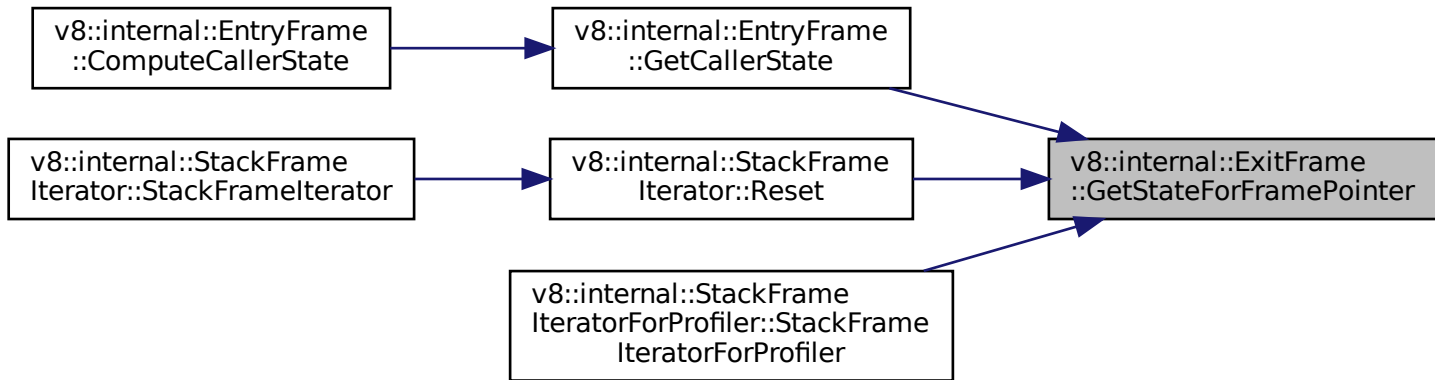 v8::internal::EntryFrame
::ComputeCallerState
v8::internal::EntryFrame
::GetCallerState
v8::internal::StackFrame
Iterator::StackFrameIterator
v8::internal::StackFrame
Iterator::Reset
v8::internal::ExitFrame
::GetStateForFramePointer
v8::internal::StackFrame
IteratorForProfiler::StackFrame
IteratorForProfiler